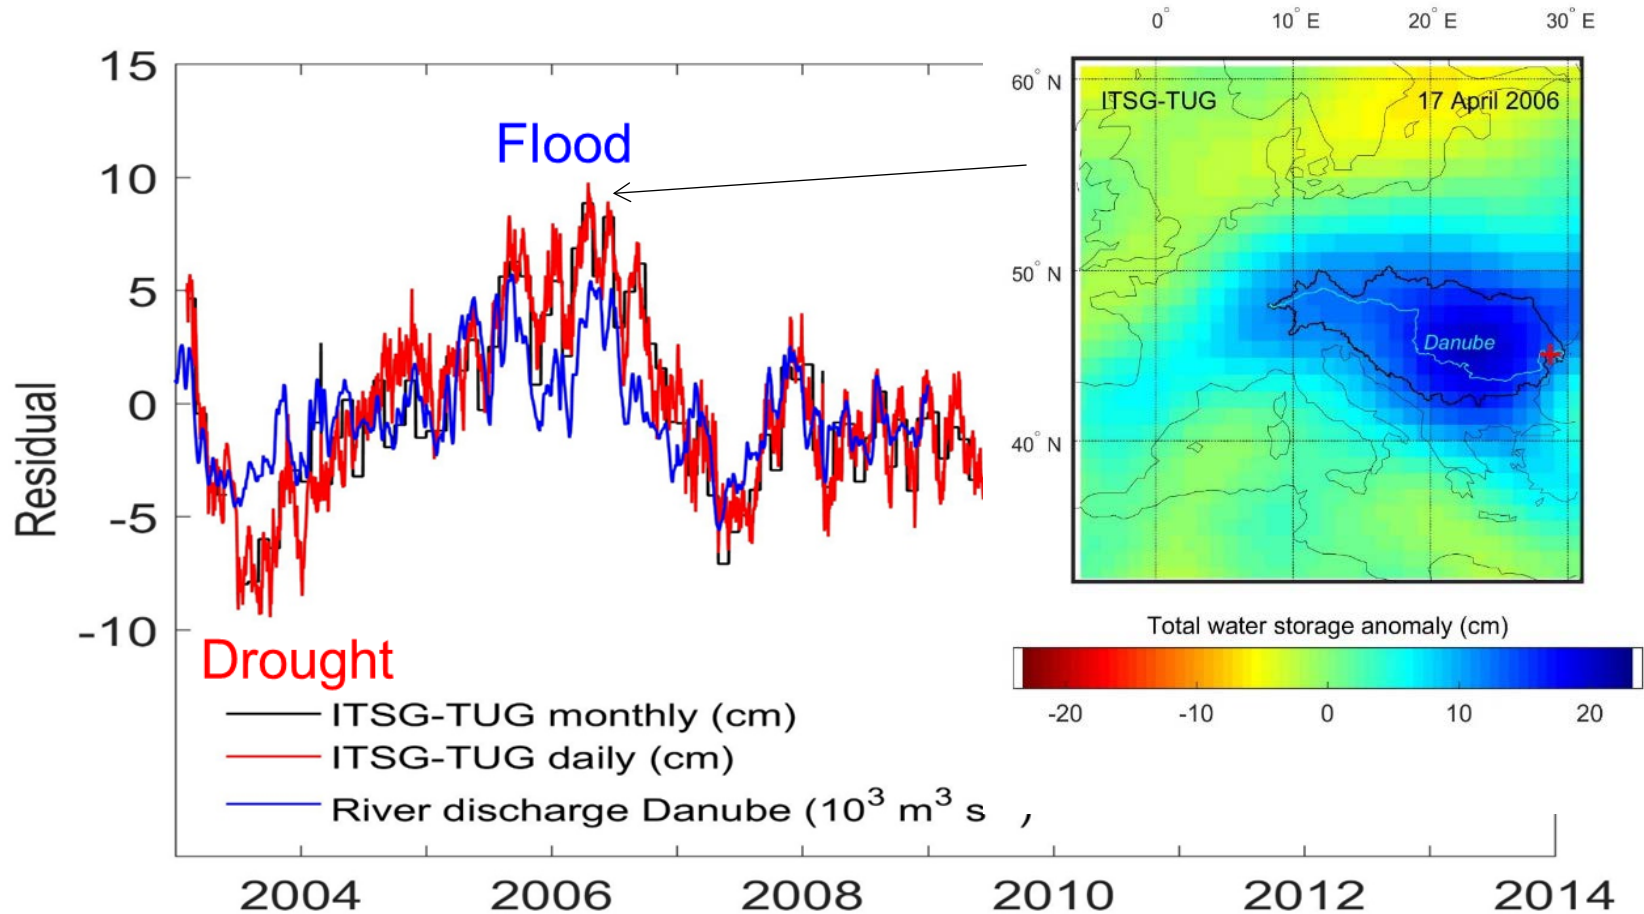 15
10
5
0
-5
-10
Residual
Flood
Drought
ITSG-TUG monthly (cm)
ITSG-TUG daily (cm)
River discharge Danube (10³ m³ s )
2004 2006 2008 2010 2012 2014
0° 10° E 20° E 30° E
60° N
50° N
40° N
ITSG-TUG 17 April 2006
Danube
Total water storage anomaly (cm)
-20 -10 0 10 20